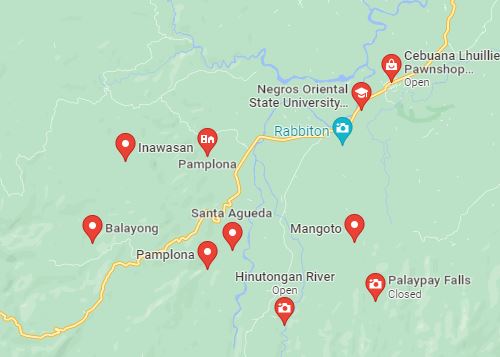 Cebuana Lhuillie
Pawnshop...
Open
Negros Oriental
State University...
Rabbiton
Inawasan
Pamplona
Santa Agueda
Balayong
Mangoto
Pamplona
Hinutongan River
Open
Palaypay Falls
Closed